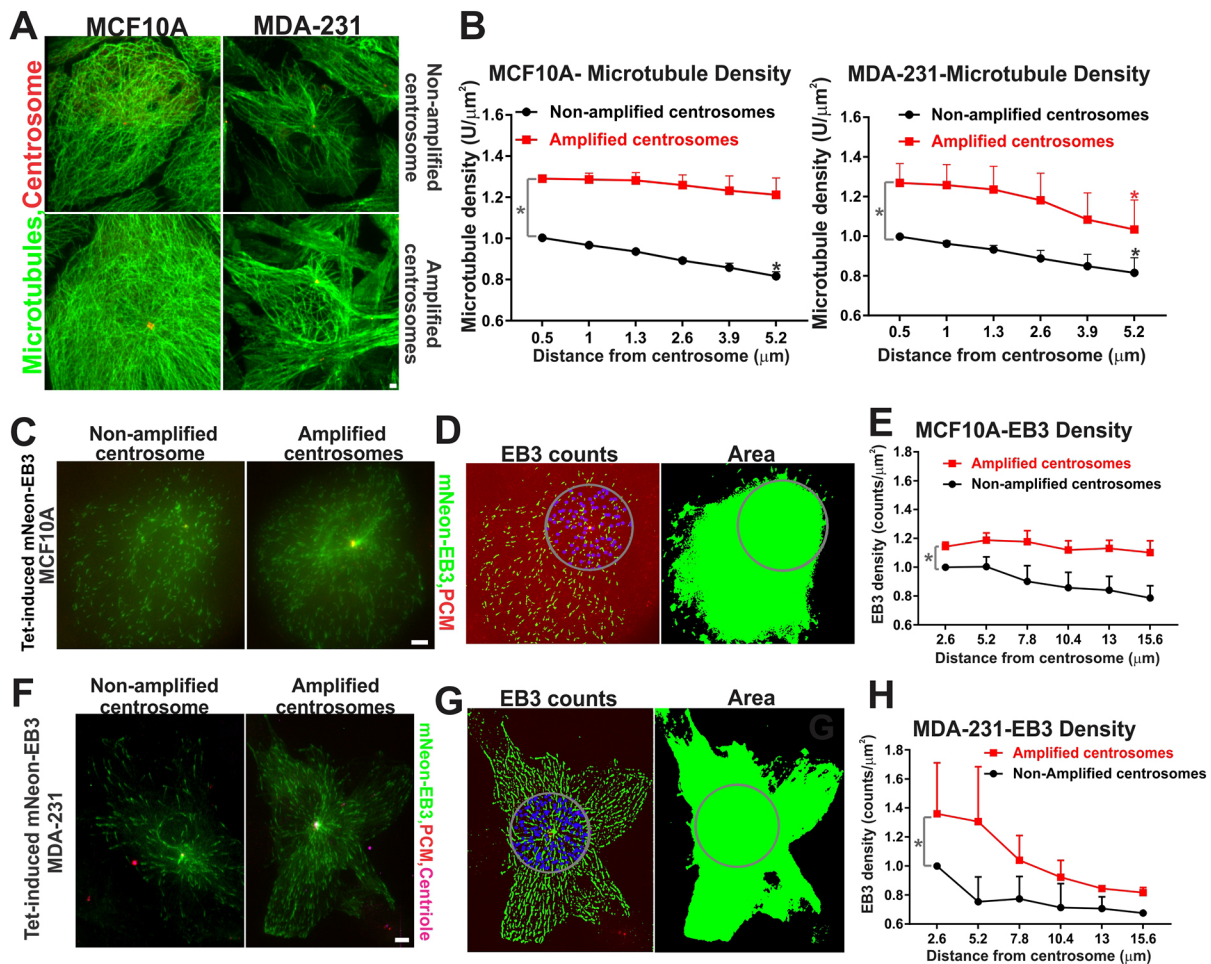 A
MCF10A
MDA-231
Microtubules,Centrosome
Non-amplified
centrosome
Amplified
centrosomes
B
MCF10A- Microtubule Density
Microtubule density (U/μm²)
Non-amplified centrosomes
Amplified centrosomes
1.6
1.4
1.2
1.0
0.8
0.6
*
*
0.5 1 1.3 2.6 3.9 5.2
Distance from centrosome (μm)
MDA-231-Microtubule Density
Microtubule density (U/μm²)
Non-amplified centrosomes
Amplified centrosomes
1.6
1.4
1.2
1.0
0.8
0.6
*
*
*
0.5 1 1.3 2.6 3.9 5.2
Distance from centrosome (μm)
C
Non-amplified
centrosome
Amplified
centrosomes
Tet-induced mNeon-EB3
MCF10A
mNeon-EB3,PCM
D
EB3 counts
Area
E
MCF10A-EB3 Density
EB3 density (counts/μm²)
Amplified centrosomes
Non-amplified centrosomes
1.8
1.6
1.4
1.2
1.0
0.8
0.6
*
2.6 5.2 7.8 10.4 13 15.6
Distance from centrosome (μm)
F
Non-amplified
centrosome
Amplified
centrosomes
Tet-induced mNeon-EB3
MDA-231
mNeon-EB3,PCM,Centriole
G
EB3 counts
Area
G
H
MDA-231-EB3 Density
EB3 density (counts/μm²)
Amplified centrosomes
Non-Amplified centrosomes
1.8
1.6
1.4
1.2
1.0
0.8
0.6
*
2.6 5.2 7.8 10.4 13 15.6
Distance from centrosome (μm)